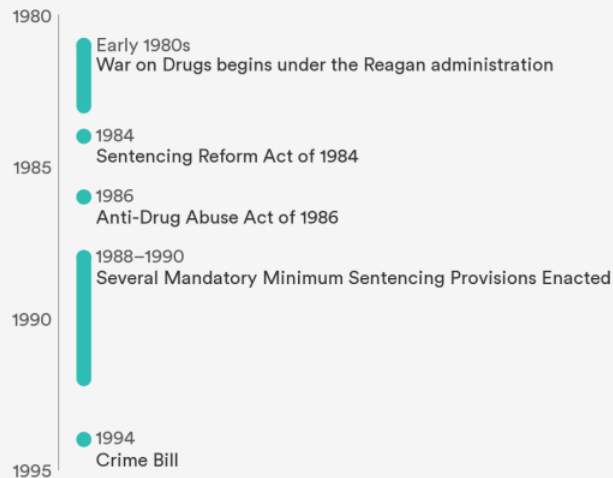 1980
Early 1980s
War on Drugs begins under the Reagan administration
1984
Sentencing Reform Act of 1984
1985
1986
Anti-Drug Abuse Act of 1986
1988–1990
Several Mandatory Minimum Sentencing Provisions Enacted
1990
1994
Crime Bill
1995